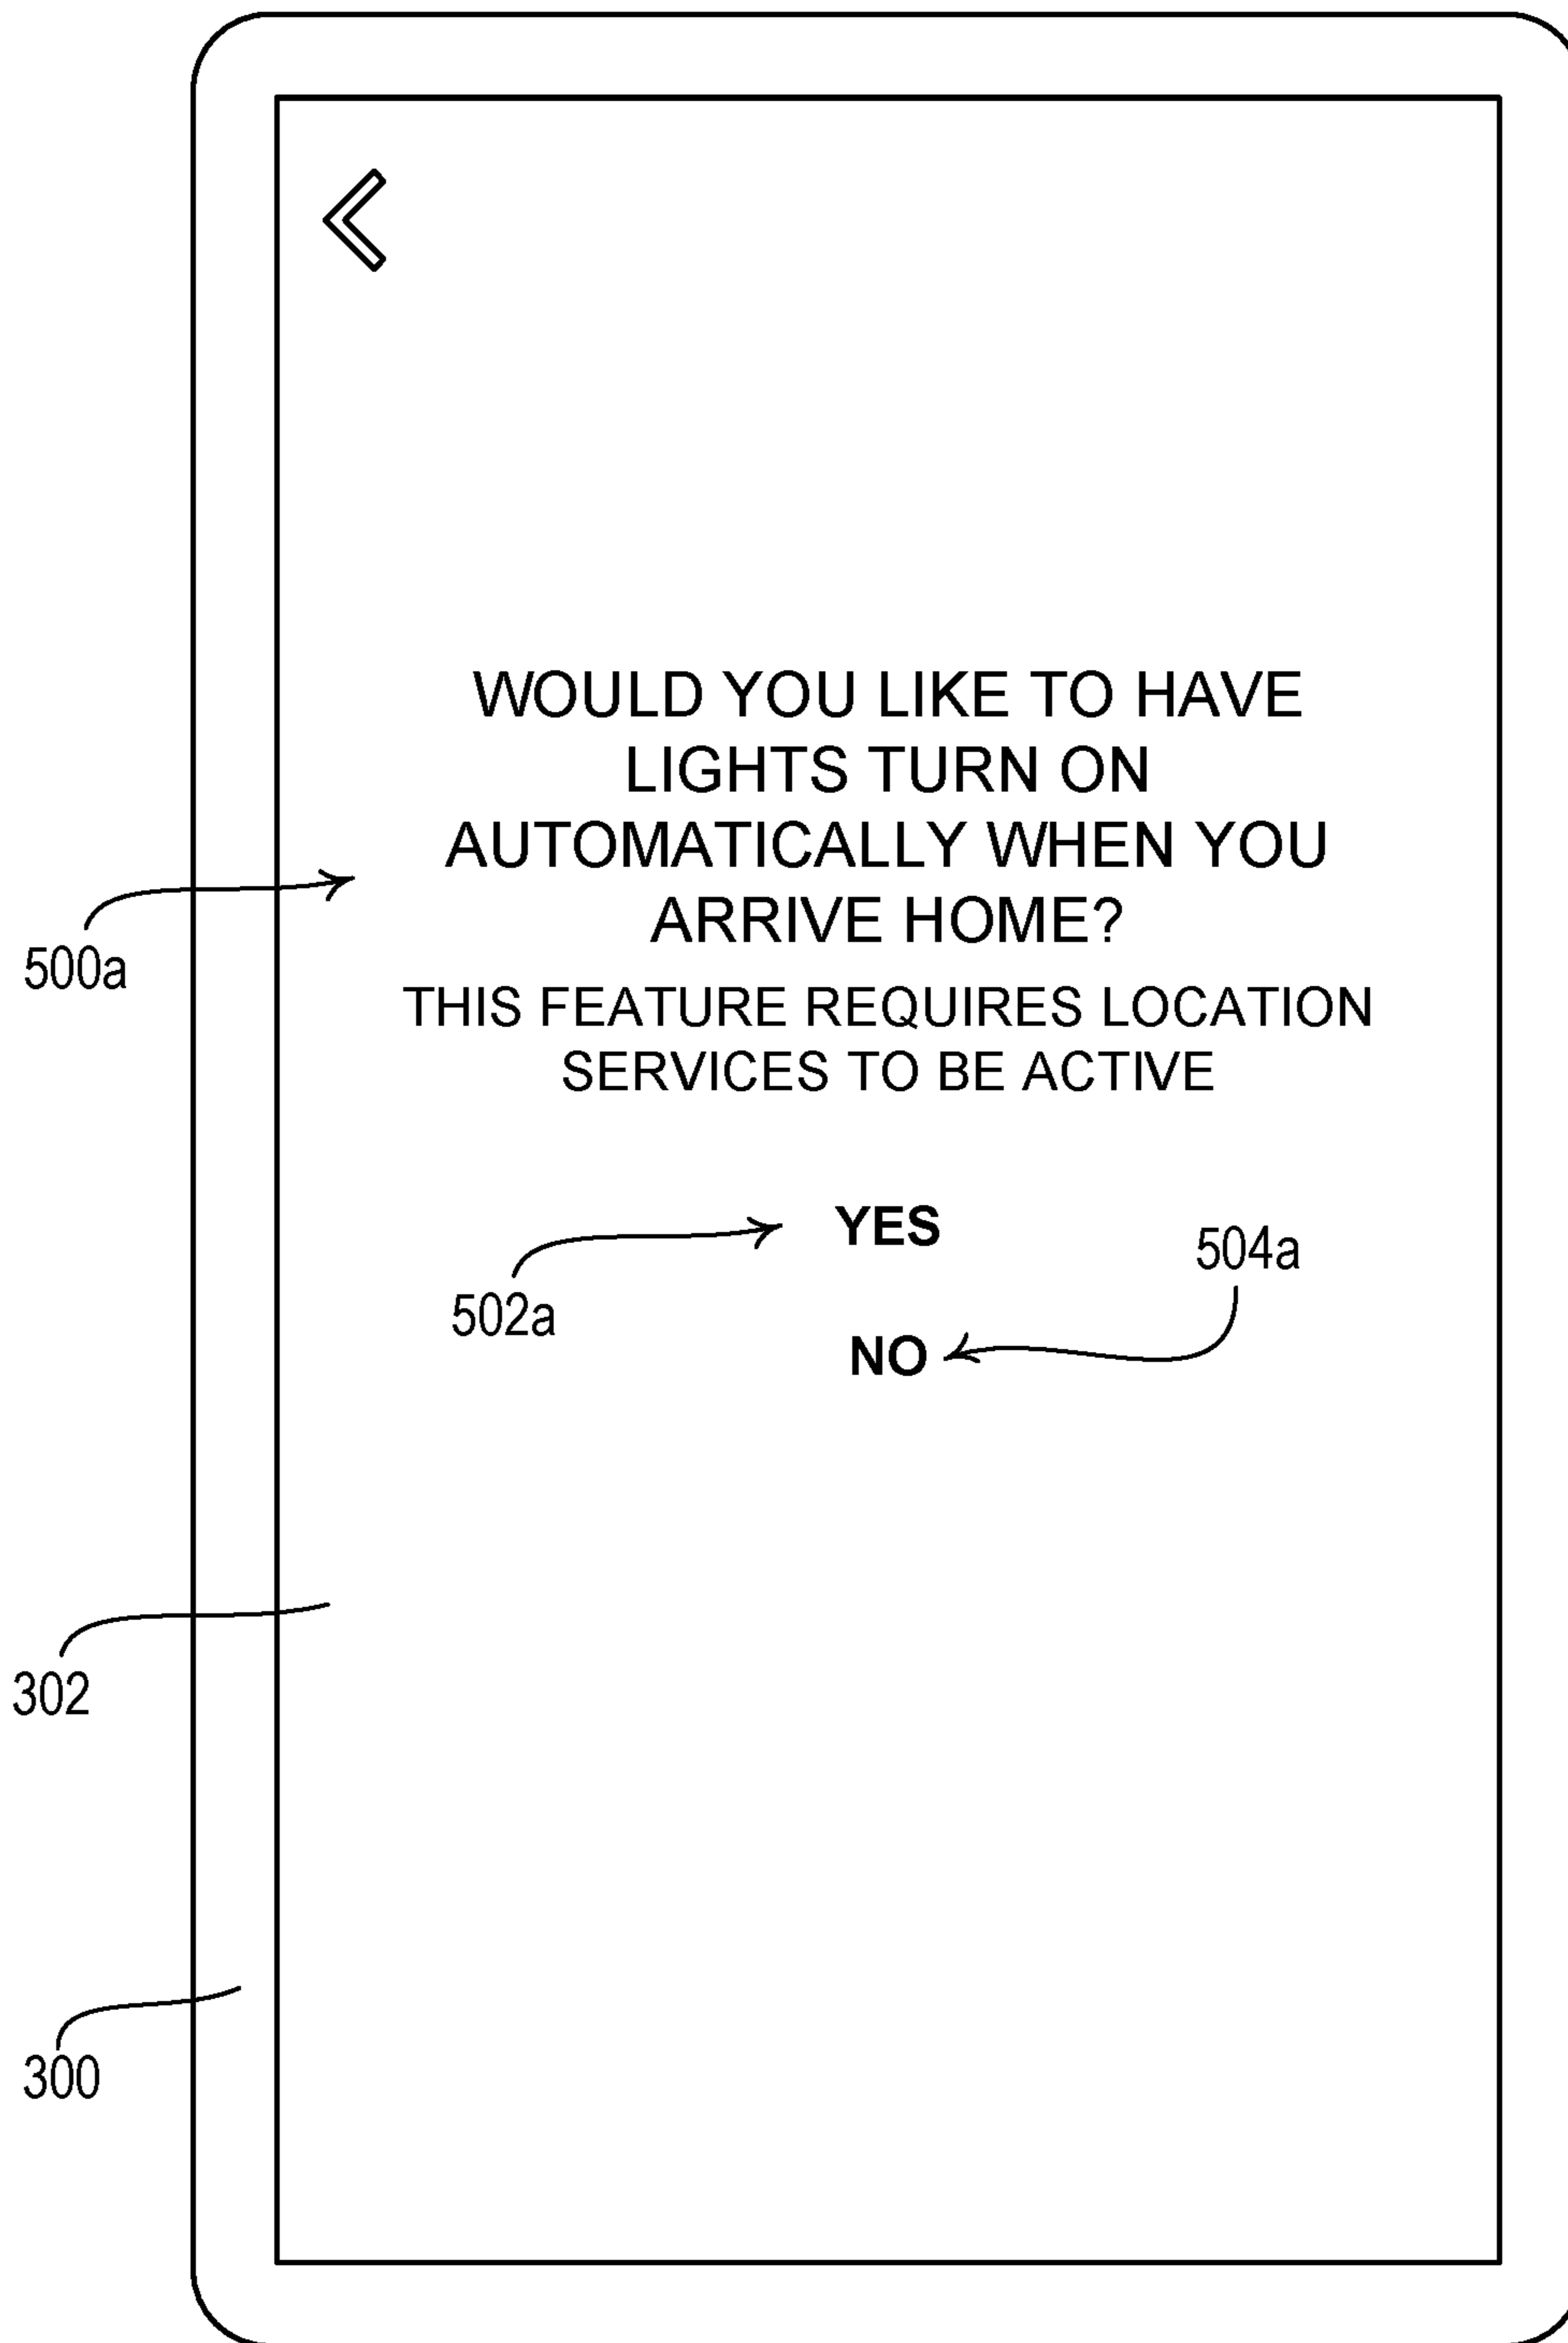 WOULD YOU LIKE TO HAVE
LIGHTS TURN ON
AUTOMATICALLY WHEN YOU
ARRIVE HOME?
500a
THIS FEATURE REQUIRES LOCATION
SERVICES TO BE ACTIVE
YES
504a
502a
NO
302
300